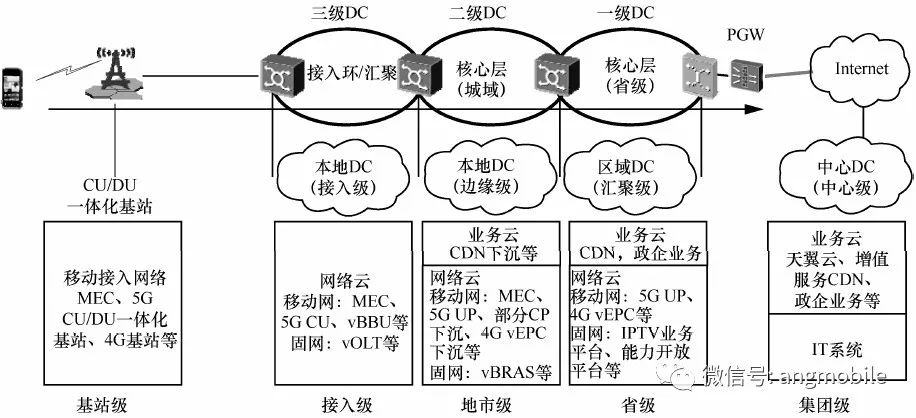 三级DC
二级DC
一级DC
PGW
接入环/汇聚
核心层
(城域)
核心层
(省级)
Internet
CU/DU
一体化基站
本地DC
(接入级)
本地DC
(边缘级)
区域DC
(汇聚级)
中心DC
(中心级)
移动接入网络
MEC、5G
CU/DU一体化
基站、4G基站等
网络云
移动网：MEC、
5G CU、vBBU等
固网：vOLT等
业务云
CDN下沉等
网络云
移动网：MEC、
5G UP、部分CP
下沉、4G vEPC
下沉等
固网：vBRAS等
业务云
CDN，政企业务
网络云
移动网：5G UP、
4G vEPC等
固网：IPTV业务
平台、能力开放
平台等
业务云
天翼云、增值
服务CDN、
政企业务等
IT系统
微信号: angmobile
基站级
接入级
地市级
省级
集团级